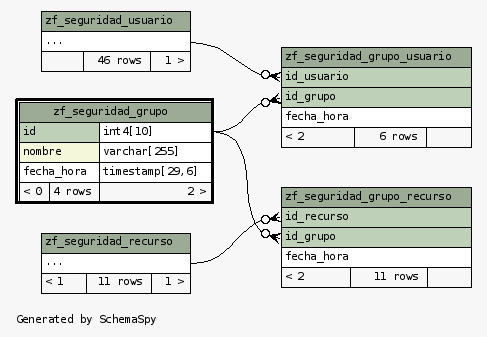 zf_seguridad_usuario
...
46 rows 1 >
zf_seguridad_grupo
id int4[10]
nombre varchar[255]
fecha_hora timestamp[29,6]
< 0 4 rows 2 >
zf_seguridad_recurso
...
< 1 11 rows 1 >
zf_seguridad_grupo_usuario
id_usuario
id_grupo
fecha_hora
< 2 6 rows
zf_seguridad_grupo_recurso
id_recurso
id_grupo
fecha_hora
< 2 11 rows
Generated by SchemaSpy